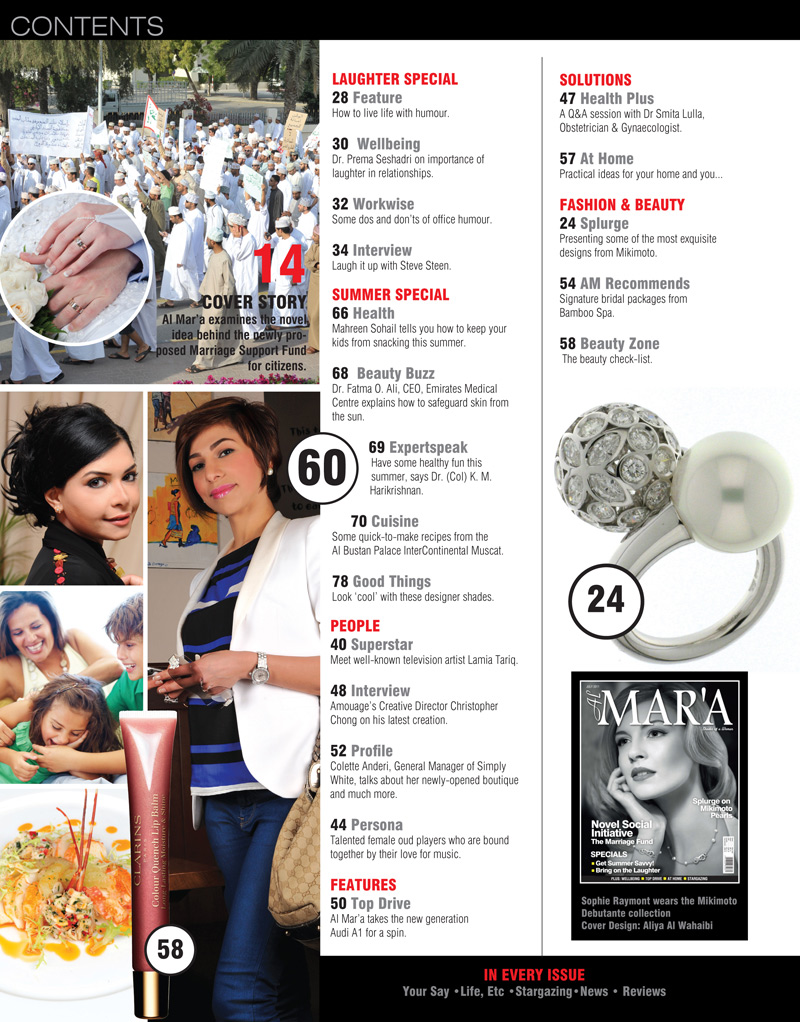 CONTENTS
14
COVER STORY
Al Mar'a examines the novel
idea behind the newly pro-
posed Marriage Support Fund
for citizens.
LAUGHTER SPECIAL
28 Feature
How to live life with humour.
30 Wellbeing
Dr. Prema Seshadri on importance of
laughter in relationships.
32 Workwise
Some dos and don'ts of office humour.
34 Interview
Laugh it up with Steve Steen.
SUMMER SPECIAL
66 Health
Mahreen Sohail tells you how to keep your
kids from snacking this summer.
68 Beauty Buzz
Dr. Fatma O. Ali, CEO, Emirates Medical
Centre explains how to safeguard skin from
the sun.
60
69 Expertspeak
Have some healthy fun this
summer, says Dr. (Col) K. M.
Harikrishnan.
70 Cuisine
Some quick-to-make recipes from the
Al Bustan Palace InterContinental Muscat.
78 Good Things
Look 'cool' with these designer shades.
PEOPLE
40 Superstar
Meet well-known television artist Lamia Tariq.
48 Interview
Amouage's Creative Director Christopher
Chong on his latest creation.
52 Profile
Colette Anderi, General Manager of Simply
White, talks about her newly-opened boutique
and much more.
44 Persona
Talented female oud players who are bound
together by their love for music.
FEATURES
50 Top Drive
Al Mar'a takes the new generation
Audi A1 for a spin.
CLARINS
PARIS
Colour Quench Lip Balm
58
SOLUTIONS
47 Health Plus
A Q&A session with Dr Smita Lulla,
Obstetrician & Gynaecologist.
57 At Home
Practical ideas for your home and you...
FASHION & BEAUTY
24 Splurge
Presenting some of the most exquisite
designs from Mikimoto.
54 AM Recommends
Signature bridal packages from
Bamboo Spa.
58 Beauty Zone
The beauty check-list.
24
AL MAR'A
Splurge on
Mikimoto
Pearls
Novel Social
Initiative
The Marriage Fund
SPECIALS
Get Summer Savvy!
Bring on the Laughter
PLUS: WELLBEING ■ TOP DRIVE ■ AT HOME ■ STARGAZING
Sophie Raymont wears the Mikimoto
Debutante collection
Cover Design: Aliya Al Wahaibi
IN EVERY ISSUE
Your Say • Life, Etc • Stargazing • News • Reviews